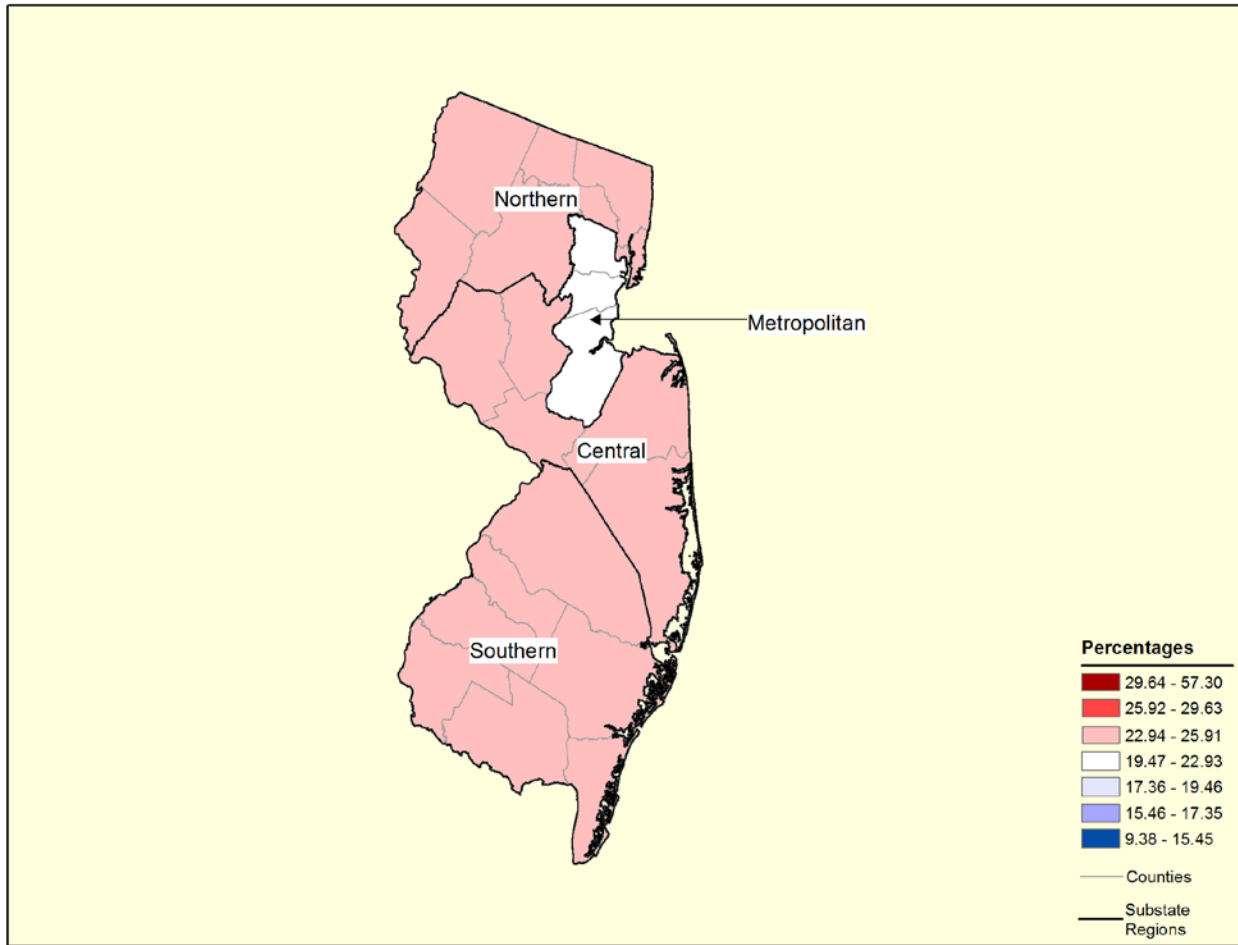 Northern
Metropolitan
Central
Southern
Percentages
29.64 - 57.30
25.92 - 29.63
22.94 - 25.91
19.47 - 22.93
17.36 - 19.46
15.46 - 17.35
9.38 - 15.45
Counties
Substate
Regions